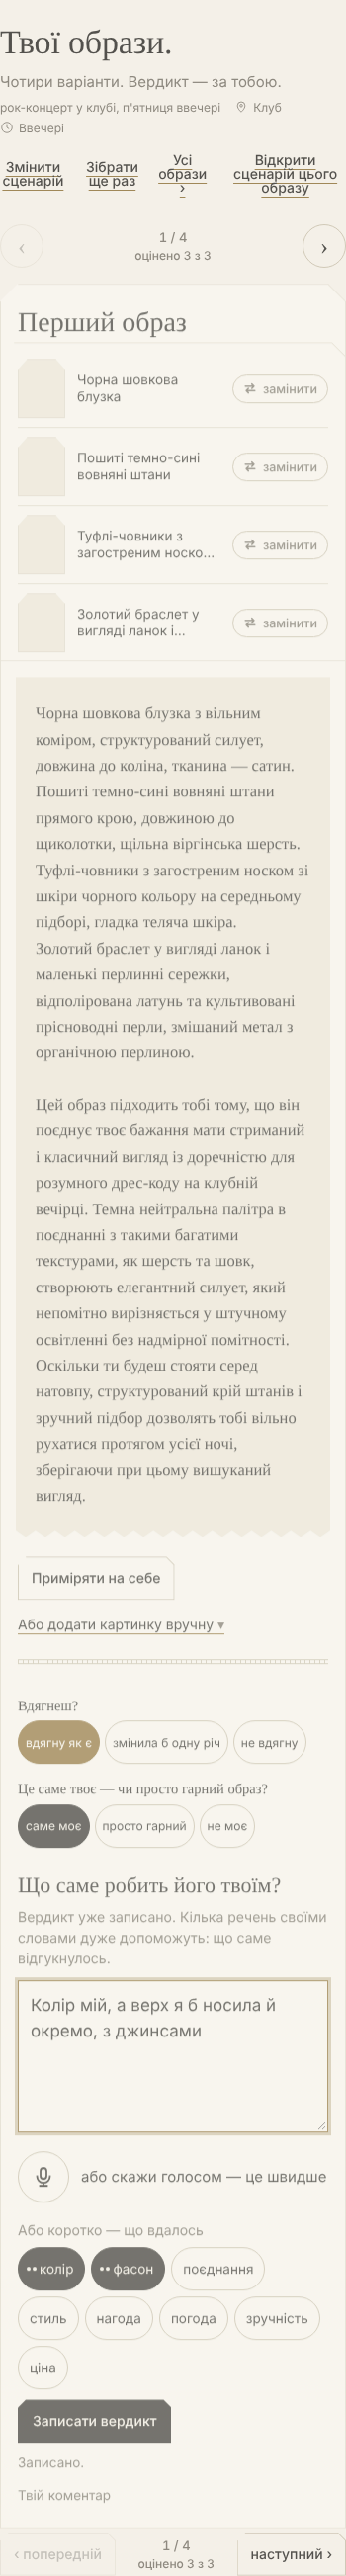 Твої образи.
Чотири варіанти. Вердикт — за тобою.
рок-концерт у клубі, п'ятниця ввечері Клуб
Ввечері
Змінити сценарій
Зібрати ще раз
Усі образи ›
Відкрити сценарій цього образу
‹
1 / 4
оцінено 3 з 3
›
Перший образ
Чорна шовкова
блузка
замінити
Пошиті темно-сині
вовняні штани
замінити
Туфлі-човники з
загостреним носко...
замінити
Золотий браслет у
вигляді ланок і...
замінити
Чорна шовкова блузка з вільним
коміром, структурований силует,
довжина до коліна, тканина — сатин.
Пошиті темно-сині вовняні штани
прямого крою, довжиною до
щиколотки, щільна віргінська шерсть.
Туфлі-човники з загостреним носком зі
шкіри чорного кольору на середньому
підборі, гладка теляча шкіра.
Золотий браслет у вигляді ланок і
маленькі перлинні сережки,
відполірована латунь та культивовані
прісноводні перли, змішаний метал з
органічною перлиною.
Цей образ підходить тобі тому, що він
поєднує твоє бажання мати стриманий
і класичний вигляд із доречністю для
розумного дрес-коду на клубній
вечірці. Темна нейтральна палітра в
поєднанні з такими багатими
текстурами, як шерсть та шовк,
створюють елегантний силует, який
непомітно вирізняється у штучному
освітленні без надмірної помітності.
Оскільки ти будеш стояти серед
натовпу, структурований крій штанів і
зручний підбор дозволять тобі вільно
рухатися протягом усієї ночі,
зберігаючи при цьому вишуканий
вигляд.
Приміряти на себе
Або додати картинку вручну ▾
Вдягнеш?
вдягну як є змінила б одну річ не вдягну
Це саме твоє — чи просто гарний образ?
саме моє просто гарний не моє
Що саме робить його твоїм?
Вердикт уже записано. Кілька речень своїми
словами дуже допоможуть: що саме
відгукнулось.
Колір мій, а верх я б носила й
окремо, з джинсами
або скажи голосом — це швидше
Або коротко — що вдалось
•• колір •• фасон поєднання
стиль нагода погода зручність
ціна
Записати вердикт
Записано.
Твій коментар
‹ попередній
1 / 4
оцінено 3 з 3
наступний ›